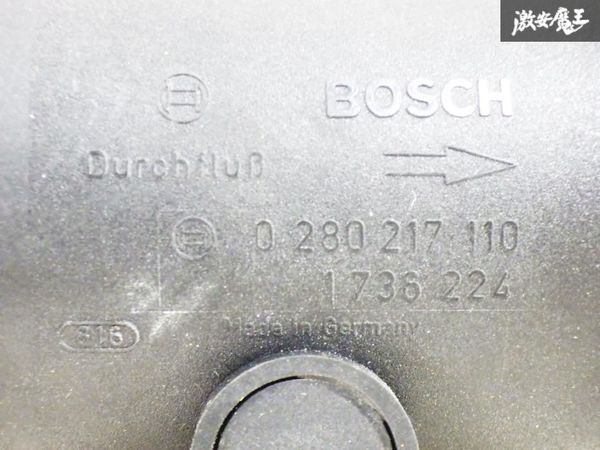 激安魔王
BOSCH
Durchfluß
0 280 217 110
1 736 224
Made in Germany